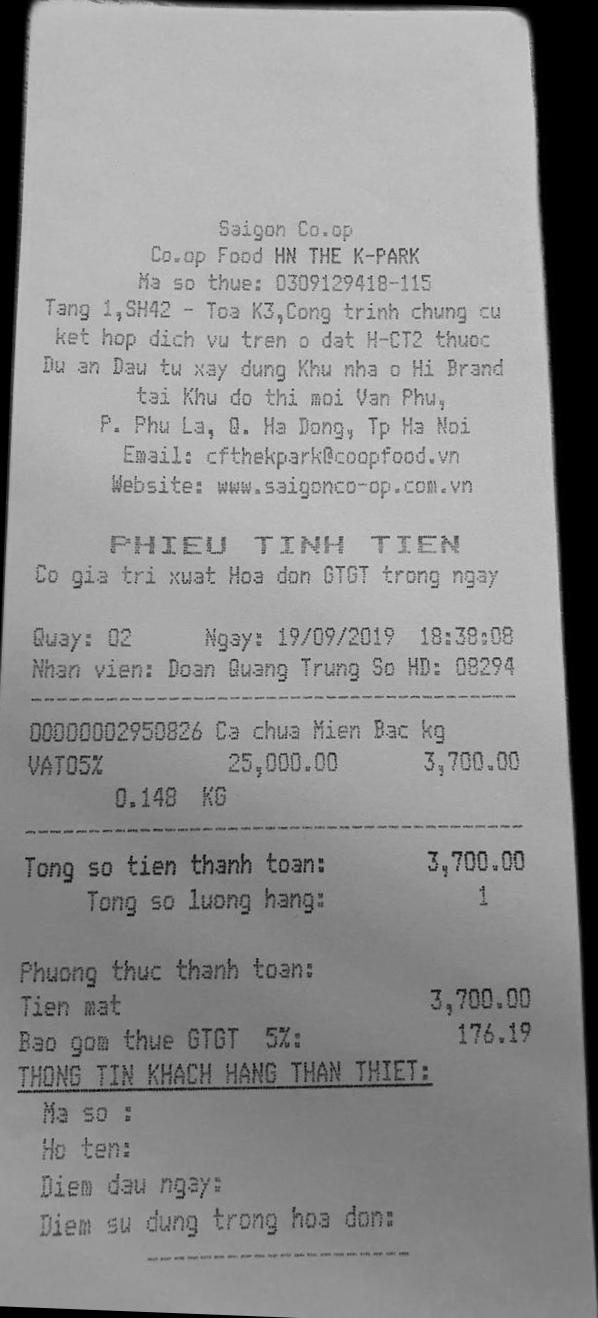 Saigon Co.op
Co.op Food HN THE K-PARK
Ma so thue: 0309129418-115
Tang 1,SH42 - Toa K3,Cong trinh chung cu
ket hop dich vu tren o dat H-CT2 thuoc
Du an Dau tu xay dung Khu nha o Hi Brand
tai Khu do thi moi Van Phu,
P. Phu La, Q. Ha Dong, Tp Ha Noi
Email: cfthekpark@coopfood.vn
Website: www.saigonco-op.com.vn
PHIEU TINH TIEN
Co gia tri xuat Hoa don GTGT trong ngay
Quay: 02 Ngay: 19/09/2019 18:38:08
Nhan vien: Doan Quang Trung So HD: 08294
00000002950826 Ca chua Mien Bac kg
VAT05% 25,000.00 3,700.00
0.148 KG
Tong so tien thanh toan: 3,700.00
Tong so luong hang: 1
Phuong thuc thanh toan:
Tien mat 3,700.00
Bao gom thue GTGT 5%: 176.19
THONG TIN KHACH HANG THAN THIET:
Ma so :
Ho ten:
Diem dau ngay:
Diem su dung trong hoa don: